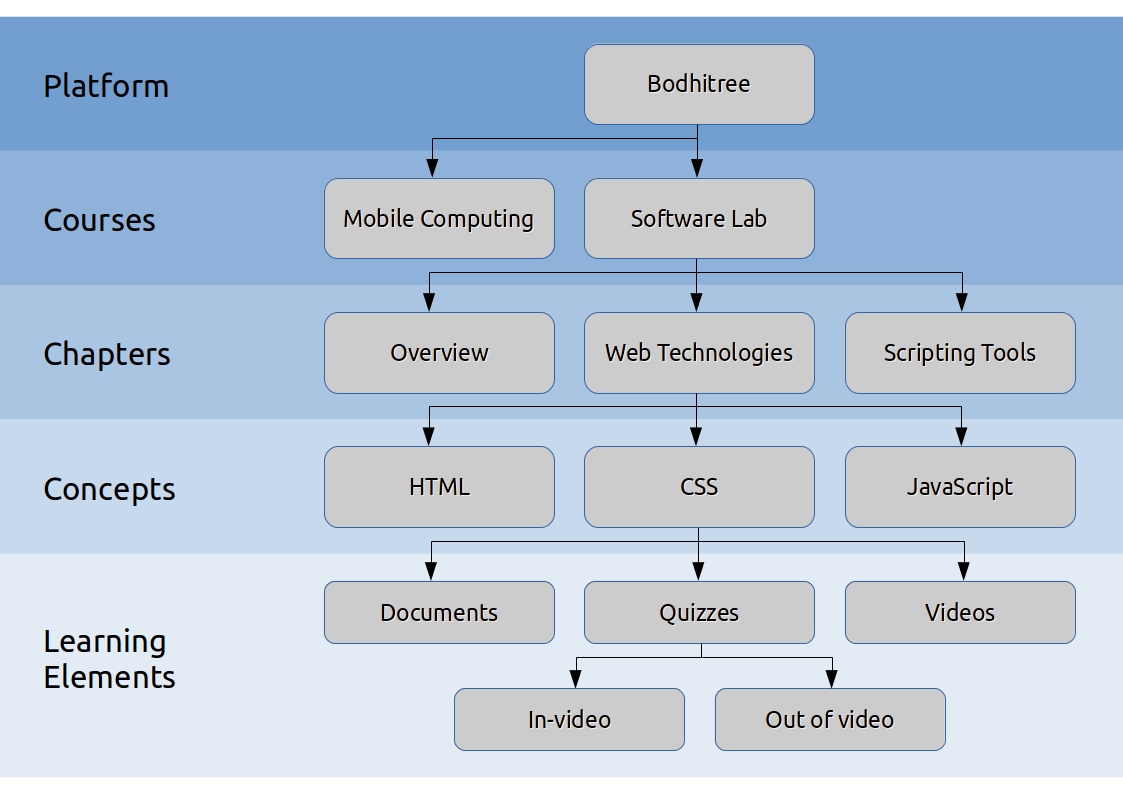 Platform
Bodhitree
Courses
Mobile Computing
Software Lab
Chapters
Overview
Web Technologies
Scripting Tools
Concepts
HTML
CSS
JavaScript
Learning
Elements
Documents
Quizzes
Videos
In-video
Out of video